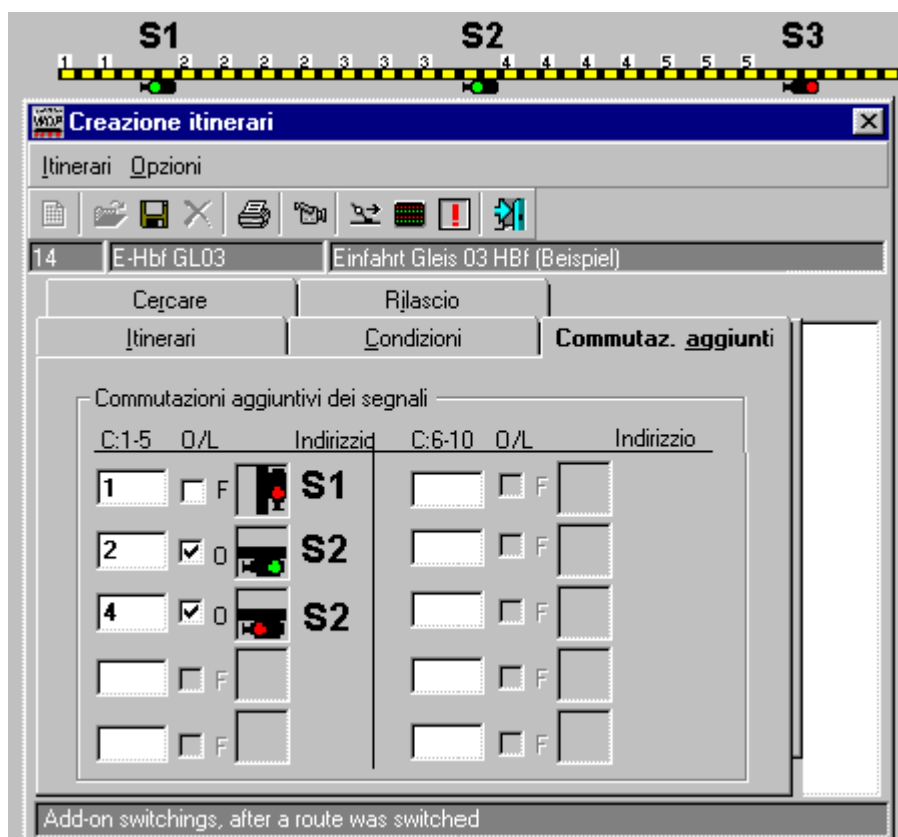 S1 S2 S3
1 1 2 2 2 2 3 3 3 4 4 4 4 5 5 5
Creazione itinerari
Itinerari Opzioni
14 E-Hbf GL03 Einfahrt Gleis 03 HBf (Beispiel)
Cercare Rilascio
Itinerari Condizioni Commutaz. aggiunti
Commutazioni aggiuntivi dei segnali
C:1-5 O/L Indirizzio C:6-10 O/L Indirizzio
1 F S1 F
2 O S2 F
4 O S2 F
F F
F F
Add-on switchings, after a route was switched